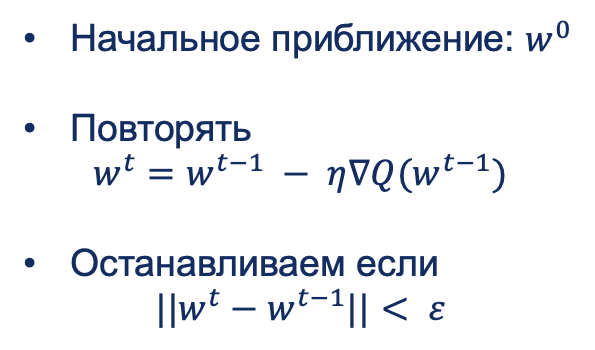 • Начальное приближение: w⁰
• Повторять
wᵗ = wᵗ⁻¹ − η∇Q(wᵗ⁻¹)
• Останавливаем если
||wᵗ − wᵗ⁻¹|| < ε